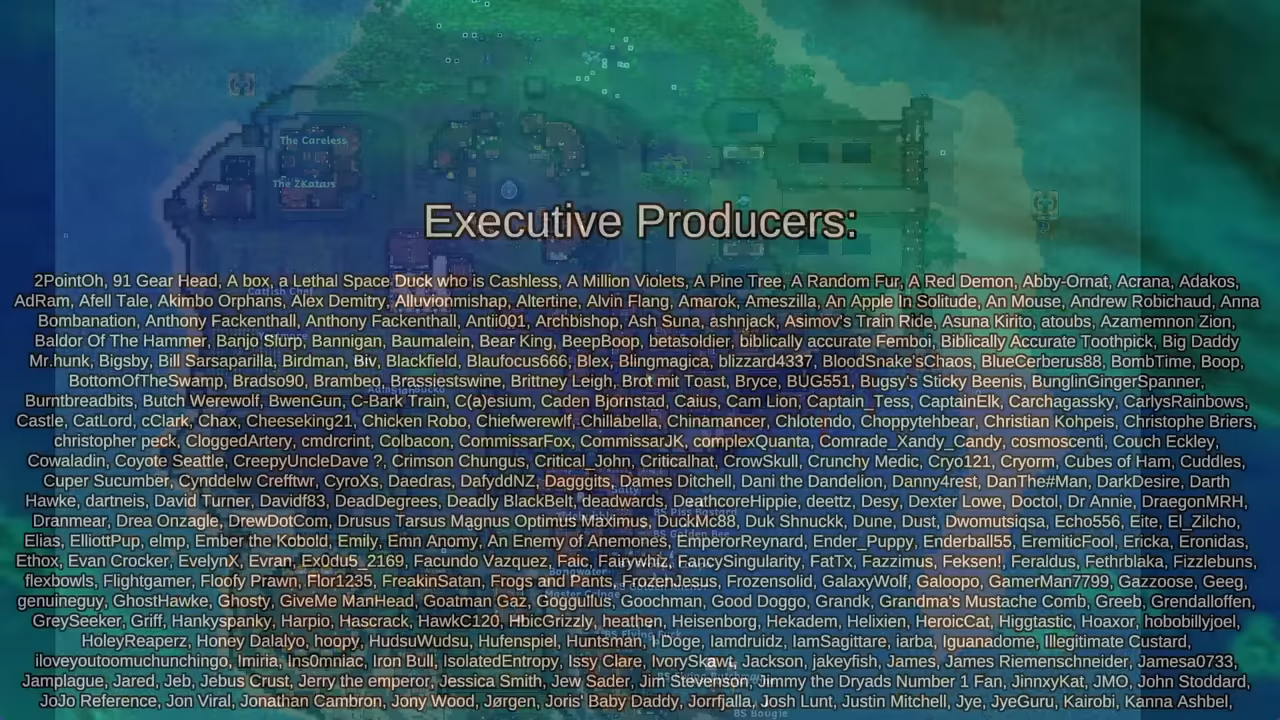 The Careless
The ZKatars
Executive Producers:
2PointOh, 91 Gear Head, A box, a Lethal Space Duck who is Cashless, A Million Violets, A Pine Tree, A Random Fur, A Red Demon, Abby-Ornat, Acrana, Adakos,
AdRam, Afell Tale, Akimbo Orphans, Alex Demitry, Alluvionmishap, Altertine, Alvin Flang, Amarok, Ameszilla, An Apple In Solitude, An Mouse, Andrew Robichaud, Anna
Bombanation, Anthony Fackenthall, Anthony Fackenthall, Antii001, Archbishop, Ash Suna, ashnjack, Asimov's Train Ride, Asuna Kirito, atoubs, Azamemnon Zion,
Baldor Of The Hammer, Banjo Slurp, Bannigan, Baumalein, Bear King, BeepBoop, betasoldier, biblically accurate Femboi, Biblically Accurate Toothpick, Big Daddy
Mr.hunk, Bigsby, Bill Sarsaparilla, Birdman, Biv, Blackfield, Blaufocus666, Blex, Blingmagica, blizzard4337, BloodSnake'sChaos, BlueCerberus88, BombTime, Boop,
BottomOfTheSwamp, Bradso90, Brambeo, Brassiestswine, Brittney Leigh, Brot mit Toast, Bryce, BUG551, Bugsy's Sticky Beenis, BunglinGingerSpanner,
Burntbreadbits, Butch Werewolf, BwenGun, C-Bark Train, C(a)esium, Caden Bjornstad, Caius, Cam Lion, Captain_Tess, CaptainElk, Carchagassky, CarlysRainbows,
Castle, CatLord, cClark, Chax, Cheeseking21, Chicken Robo, Chiefwerewlf, Chillabella, Chinamancer, Chlotendo, Choppytehbear, Christian Kohpeis, Christophe Briers,
christopher peck, CloggedArtery, cmdrcrint, Colbacon, CommissarFox, CommissarJK, complexQuanta, Comrade_Xandy_Candy, cosmoscenti, Couch Eckley,
Cowaladin, Coyote Seattle, CreepyUncleDave ?, Crimson Chungus, Critical_John, Criticalhat, CrowSkull, Crunchy Medic, Cryo121, Cryorm, Cubes of Ham, Cuddles,
Cuper Sucumber, Cynddelw Crefftwr, CyroXs, Daedras, DafyddNZ, Dagggits, Dames Ditchell, Dani the Dandelion, Danny4rest, DanThe#Man, DarkDesire, Darth
Hawke, dartneis, David Turner, Davidf83, DeadDegrees, Deadly BlackBelt, deadwards, DeathcoreHippie, deettz, Desy, Dexter Lowe, Doctol, Dr Annie, DraegonMRH,
Dranmear, Drea Onzagle, DrewDotCom, Drusus Tarsus Magnus Optimus Maximus, DuckMc88, Duk Shnuckk, Dune, Dust, Dwomutsiqsa, Echo556, Eite, El_Zilcho,
Elias, ElliottPup, elmp, Ember the Kobold, Emily, Emn Anomy, An Enemy of Anemones, EmperorReynard, Ender_Puppy, Enderball55, EremiticFool, Ericka, Eronidas,
Ethox, Evan Crocker, EvelynX, Evran, Ex0du5_2169, Facundo Vazquez, Faic, Fairywhiz, FancySingularity, FatTx, Fazzimus, Feksen!, Feraldus, Fethrblaka, Fizzlebuns,
flexbowls, Flightgamer, Floofy Prawn, Flor1235, FreakinSatan, Frogs and Pants, FrozenJesus, Frozensolid, GalaxyWolf, Galoopo, GamerMan7799, Gazzoose, Geeg,
genuineguy, GhostHawke, Ghosty, GiveMe ManHead, Goatman Gaz, Goggullus, Goochman, Good Doggo, Grandk, Grandma's Mustache Comb, Greeb, Grendalloffen,
GreySeeker, Griff, Hankyspanky, Harpio, Hascrack, HawkC120, HbicGrizzly, heathen, Heisenborg, Hekadem, Helixien, HeroicCat, Higgtastic, Hoaxor, hobobillyjoel,
HoleyReaperz, Honey Dalalyo, hoopy, HudsuWudsu, Hufenspiel, Huntsman, I-Doge, Iamdruidz, IamSagittare, iarba, Iguanadome, Illegitimate Custard,
iloveyoutoomuchunchingo, Imiria, Ins0mniac, Iron Bull, IsolatedEntropy, Issy Clare, IvorySkawt, Jackson, jakeyfish, James, James Riemenschneider, Jamesa0733,
Jamplague, Jared, Jeb, Jebus Crust, Jerry the emperor, Jessica Smith, Jew Sader, Jim Stevenson, Jimmy the Dryads Number 1 Fan, JinnxyKat, JMO, John Stoddard,
JoJo Reference, Jon Viral, Jonathan Cambron, Jony Wood, Jørgen, Joris' Baby Daddy, Jorrfjalla, Josh Lunt, Justin Mitchell, Jye, JyeGuru, Kairobi, Kanna Ashbel,